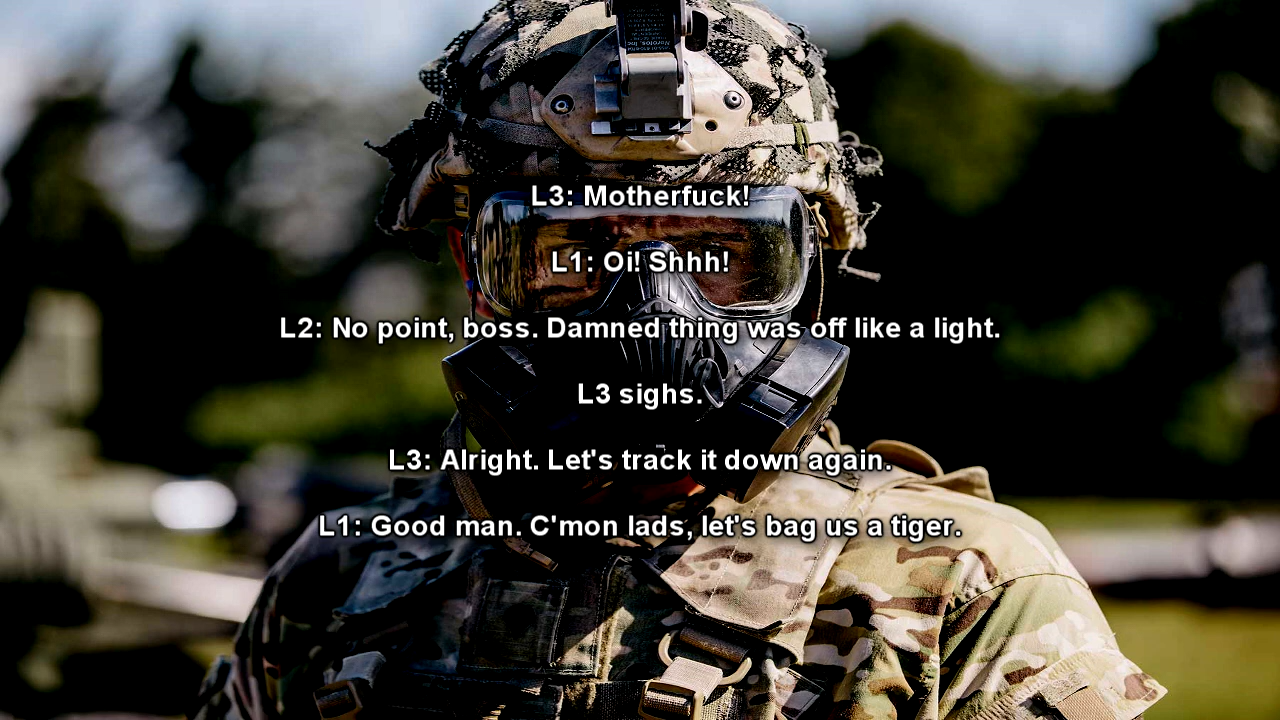 L3: Motherfuck!
L1: Oi! Shhh!
L2: No point, boss. Damned thing was off like a light.
L3 sighs.
L3: Alright. Let's track it down again.
L1: Good man. C'mon lads, let's bag us a tiger.